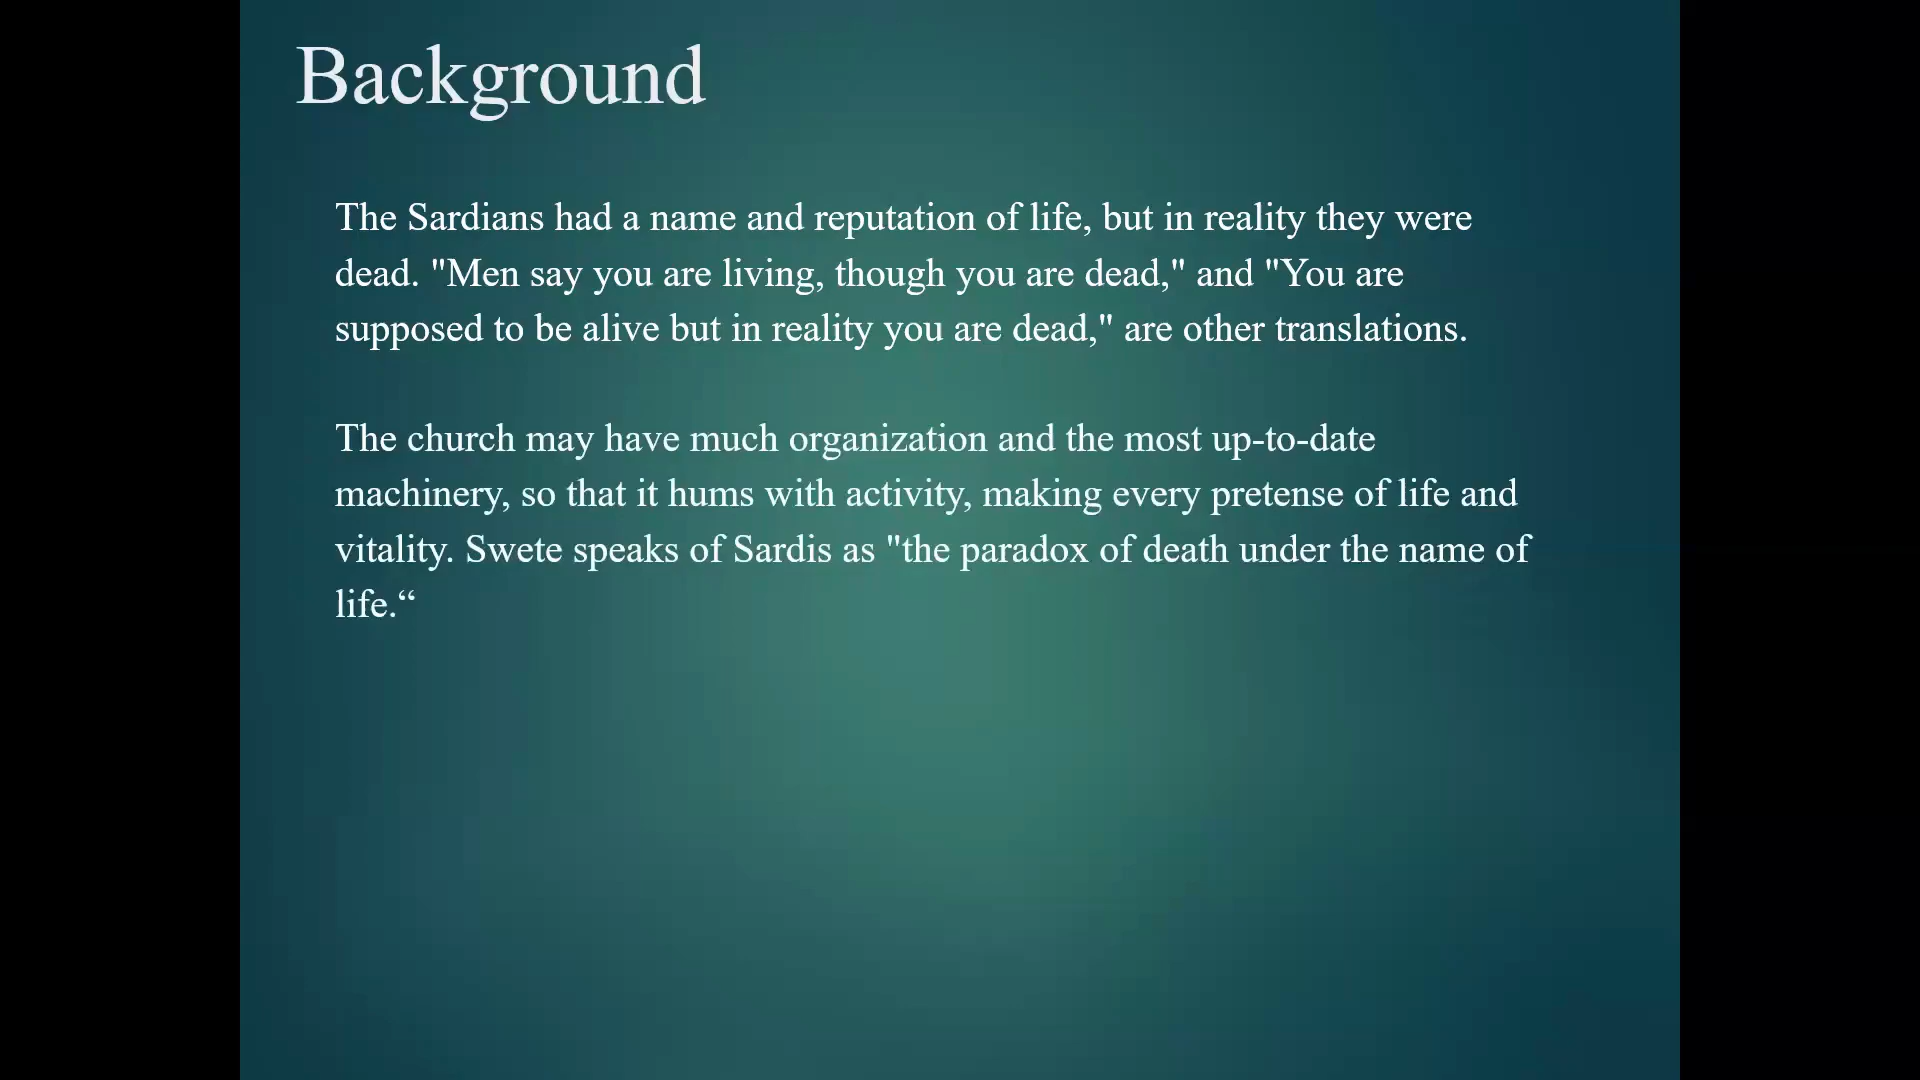 Background
The Sardians had a name and reputation of life, but in reality they were
dead. "Men say you are living, though you are dead," and "You are
supposed to be alive but in reality you are dead," are other translations.
The church may have much organization and the most up-to-date
machinery, so that it hums with activity, making every pretense of life and
vitality. Swete speaks of Sardis as "the paradox of death under the name of
life.“